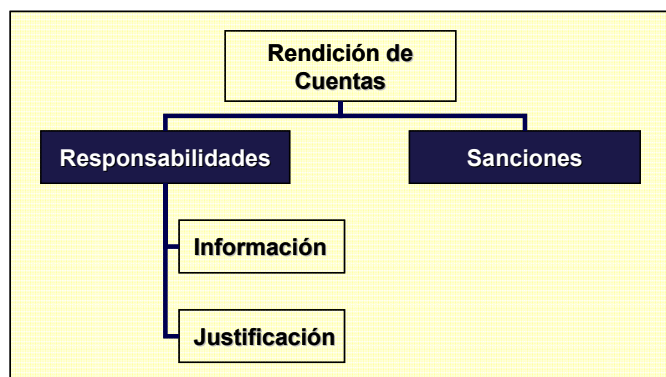 Rendición de
Cuentas
Responsabilidades
Sanciones
Información
Justificación